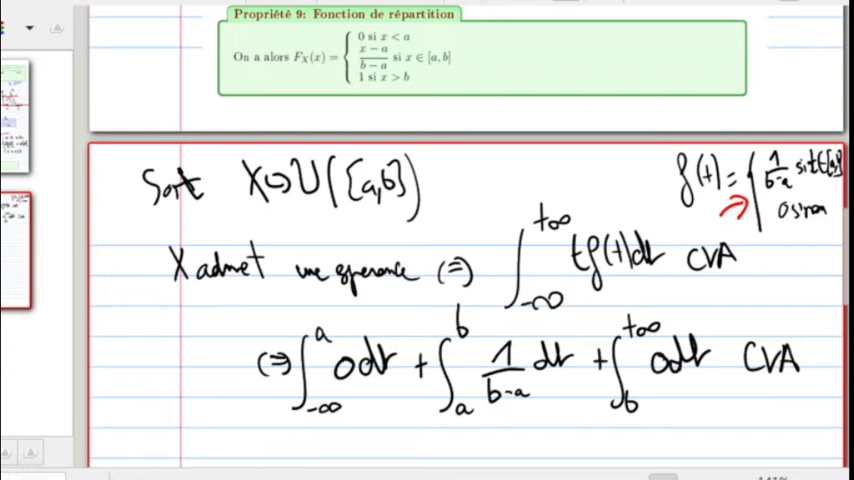 Propriété 9: Fonction de répartition
On a alors F_X(x) = { 0 si x < a
x − a / b − a si x ∈ [a, b]
1 si x > b
Soit X ↪ U([a,b])
f(t) = { 1/b-a si t ∈ [a,b]
0 sinon
X admet une esperance ⇔ ∫_{-∞}^{+∞} t f(t) dt CVA
⇔ ∫_{-∞}^{a} 0 dt + ∫_{a}^{b} 1/b-a dt + ∫_{b}^{+∞} 0 dt CVA